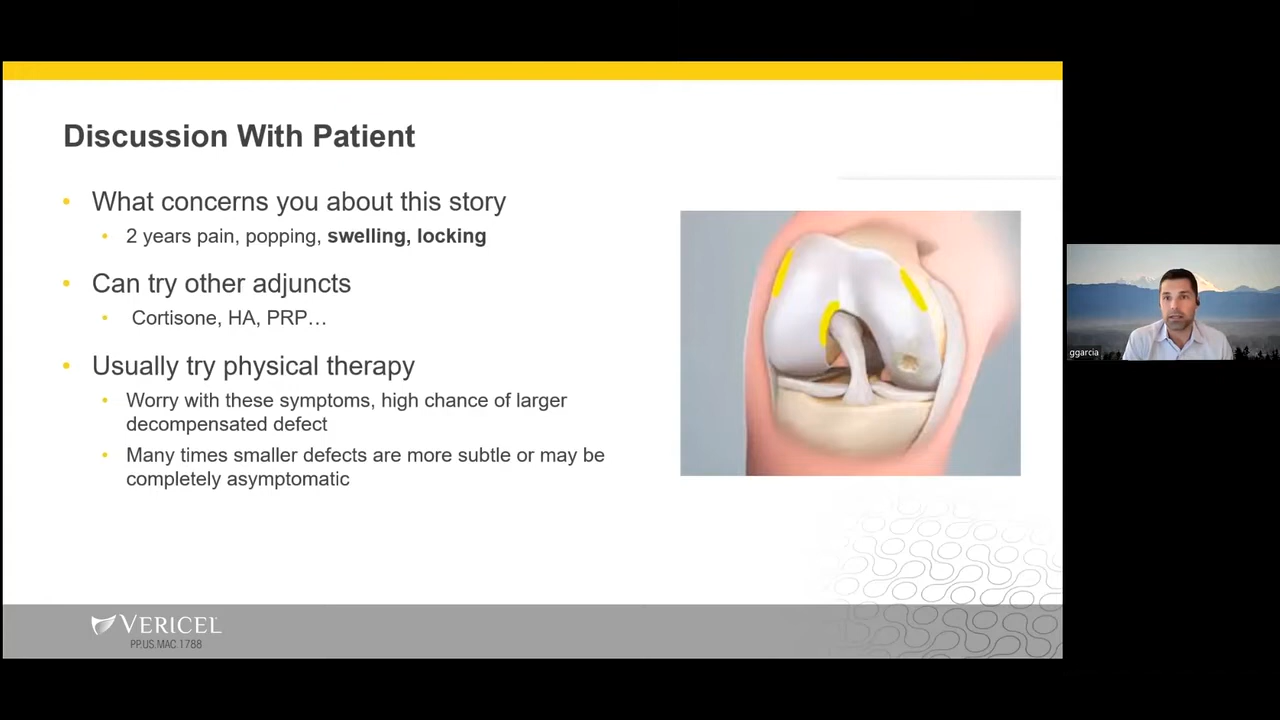 Discussion With Patient
• What concerns you about this story
• 2 years pain, popping, swelling, locking
• Can try other adjuncts
• Cortisone, HA, PRP…
• Usually try physical therapy
• Worry with these symptoms, high chance of larger
decompensated defect
• Many times smaller defects are more subtle or may be
completely asymptomatic
VERICEL
PP.US.MAC.1788
ggarcia